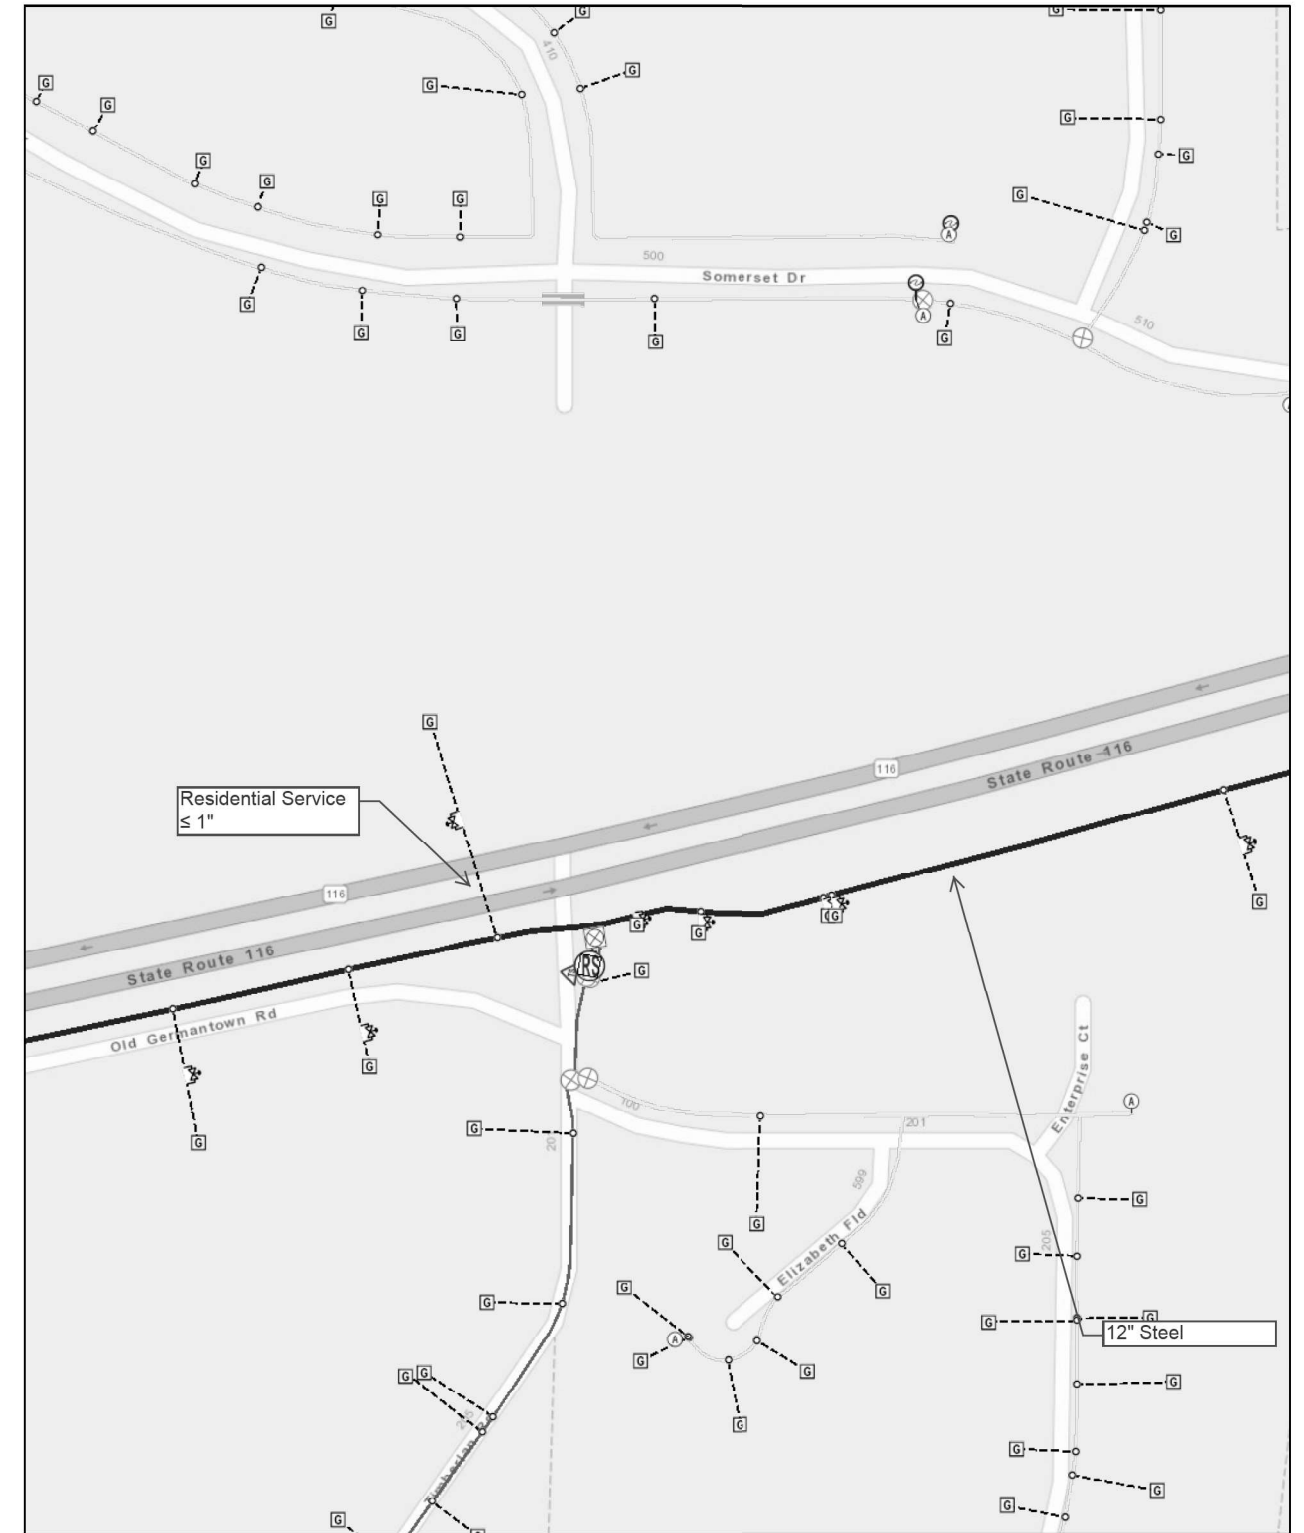 G
G
G
410
G
G
G
G
G
G
G
G
G
G
G
G
G
G
A
500
Somerset Dr
G
G
G
G
A
G
510
G
Residential Service
≤ 1"
116
State Route 116
116
State Route 116
G
G
G
G
G
RS
G
Old Germantown Rd
G
G
Enterprise Ct
A
100
201
G
20
599
G
G
205
G
G
Elizabeth Fld
G
G
G
G
G
G
12" Steel
A
G
G
G
G
G
G
G
G
G
G
G